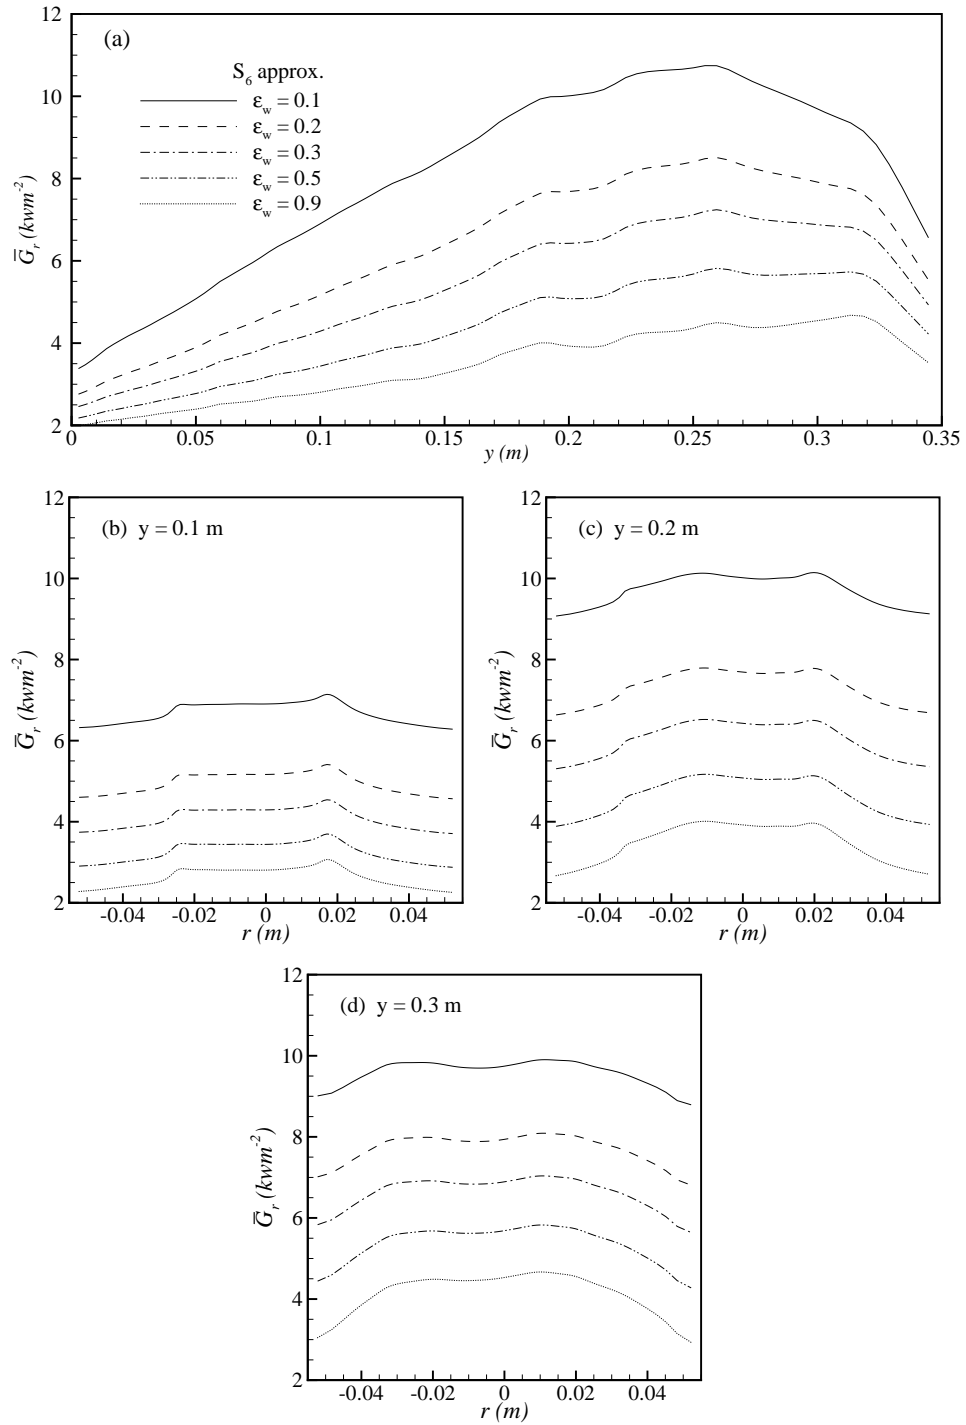 12
(a)
S6 approx.
εw = 0.1
εw = 0.2
εw = 0.3
εw = 0.5
εw = 0.9
10
8
6
4
2
G̅r (kwm-2)
0 0.05 0.1 0.15 0.2 0.25 0.3 0.35
y (m)
12
(b) y = 0.1 m
10
8
6
4
2
G̅r (kwm-2)
-0.04 -0.02 0 0.02 0.04
r (m)
12
(c) y = 0.2 m
10
8
6
4
2
G̅r (kwm-2)
-0.04 -0.02 0 0.02 0.04
r (m)
12
(d) y = 0.3 m
10
8
6
4
2
G̅r (kwm-2)
-0.04 -0.02 0 0.02 0.04
r (m)